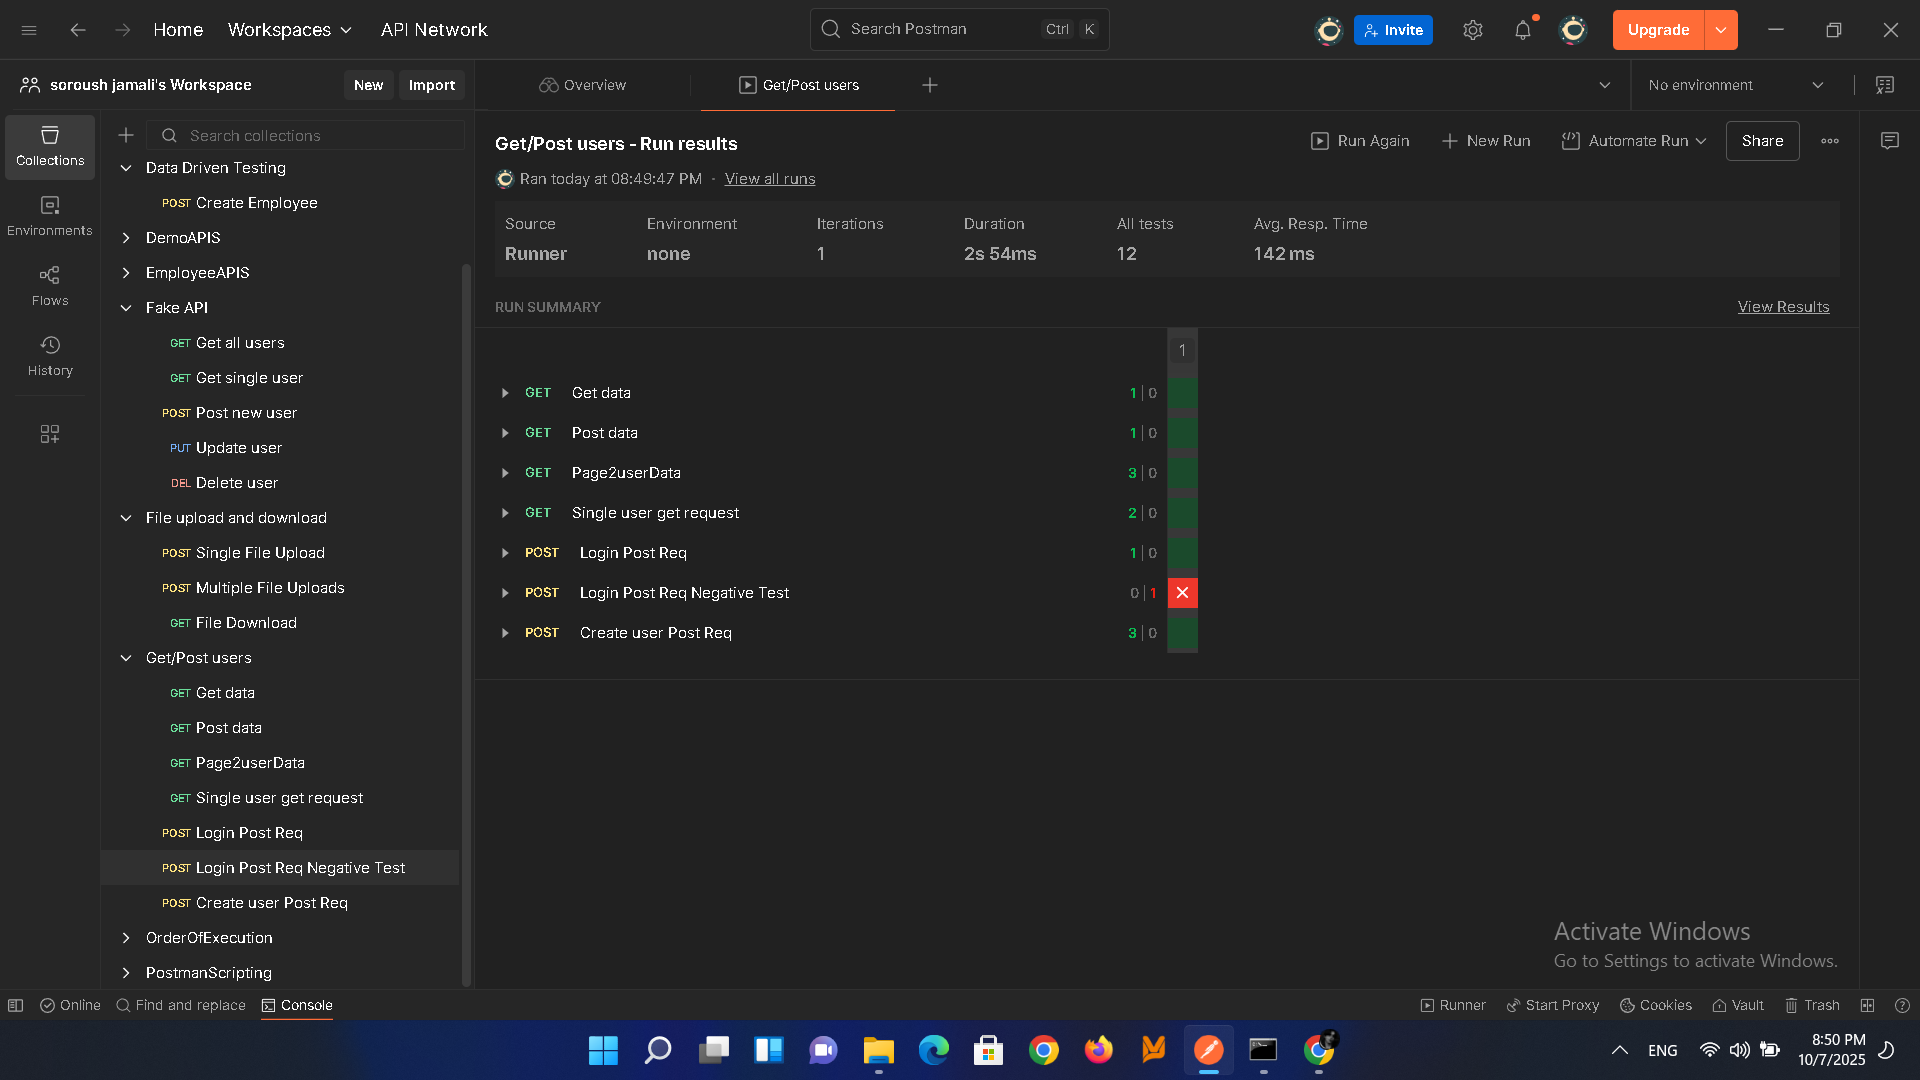 Home Workspaces API Network Search Postman Ctrl K Invite Upgrade
soroush jamali's Workspace New Import Overview Get/Post users No environment
Collections
Environments
Flows
History
Search collections
Data Driven Testing
POST Create Employee
DemoAPIS
EmployeeAPIS
Fake API
GET Get all users
GET Get single user
POST Post new user
PUT Update user
DEL Delete user
File upload and download
POST Single File Upload
POST Multiple File Uploads
GET File Download
Get/Post users
GET Get data
GET Post data
GET Page2userData
GET Single user get request
POST Login Post Req
POST Login Post Req Negative Test
POST Create user Post Req
OrderOfExecution
PostmanScripting
Get/Post users - Run results Run Again New Run Automate Run Share
Ran today at 08:49:47 PM · View all runs
Source Environment Iterations Duration All tests Avg. Resp. Time
Runner none 1 2s 54ms 12 142 ms
RUN SUMMARY View Results
1
GET Get data 1 | 0
GET Post data 1 | 0
GET Page2userData 3 | 0
GET Single user get request 2 | 0
POST Login Post Req 1 | 0
POST Login Post Req Negative Test 0 | 1
POST Create user Post Req 3 | 0
Activate Windows
Go to Settings to activate Windows.
Online Find and replace Console Runner Start Proxy Cookies Vault Trash
ENG 8:50 PM
10/7/2025